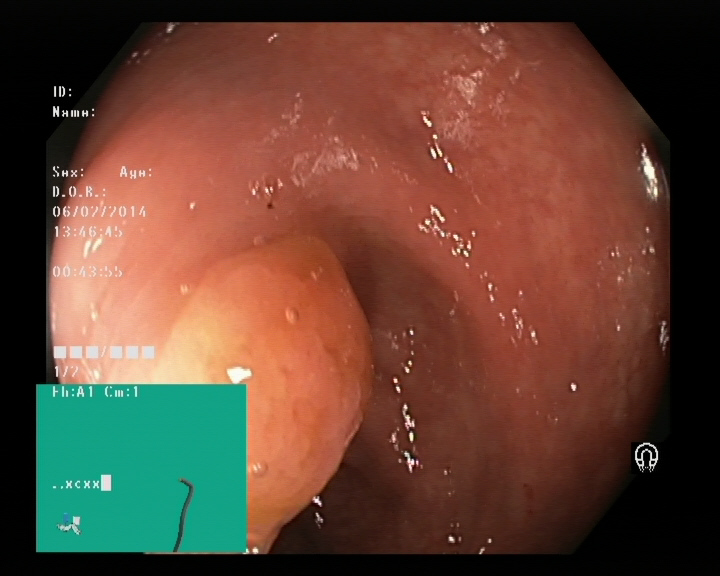 ID:
Name:
Sex: Age:
D.O.B.:
06/02/2014
13:46:45
00:43:55
■■■/■■■
1/2
Eh:A1 Cm:1
..xcxx